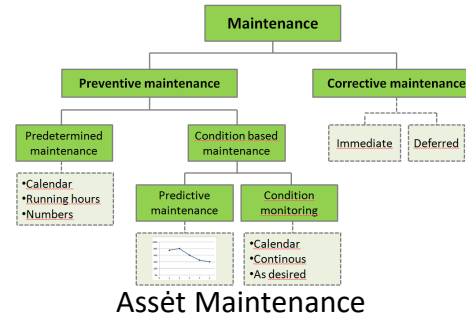 Maintenance
Preventive maintenance
Corrective maintenance
Predetermined
maintenance
Condition based
maintenance
Immediate
Deferred
•Calendar
•Running hours
•Numbers
Predictive
maintenance
Condition
monitoring
•Calendar
•Continous
•As desired
Assėt Maintenance